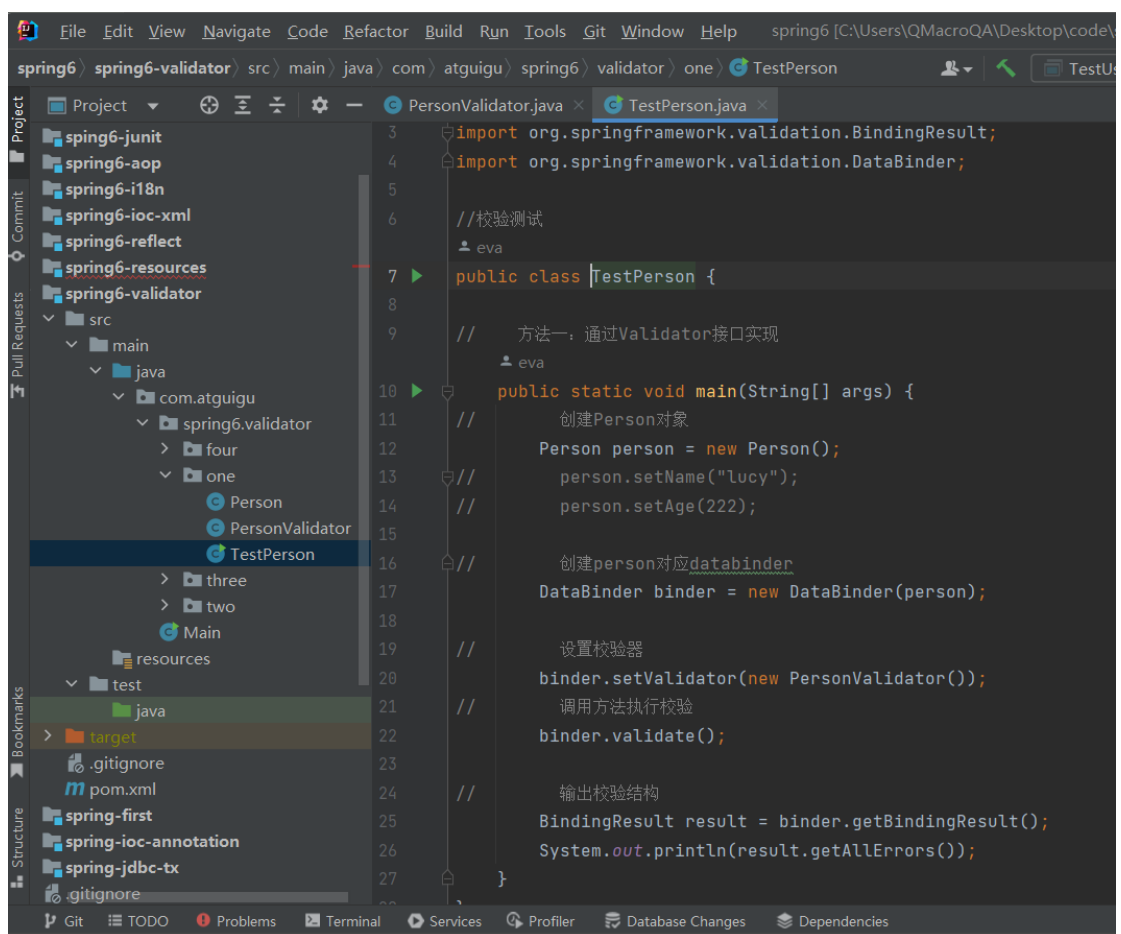 File Edit View Navigate Code Refactor Build Run Tools Git Window Help spring6 [C:\Users\QMacroQA\Desktop\code\
spring6 spring6-validator src main java com atguigu spring6 validator one TestPerson TestUs
Project
PersonValidator.java TestPerson.java
Project
Commit
Pull Requests
Bookmarks
Structure
sping6-junit
spring6-aop
spring6-i18n
spring6-ioc-xml
spring6-reflect
spring6-resources
spring6-validator
src
main
java
com.atguigu
spring6.validator
four
one
Person
PersonValidator
TestPerson
three
two
Main
resources
test
java
target
.gitignore
pom.xml
spring-first
spring-ioc-annotation
spring-jdbc-tx
.gitignore
3 import org.springframework.validation.BindingResult;
4 import org.springframework.validation.DataBinder;
5
6 //校验测试
eva
7 public class TestPerson {
8
9 // 方法一：通过Validator接口实现
eva
10 public static void main(String[] args) {
11 // 创建Person对象
12 Person person = new Person();
13 // person.setName("lucy");
14 // person.setAge(222);
15
16 // 创建person对应databinder
17 DataBinder binder = new DataBinder(person);
18
19 // 设置校验器
20 binder.setValidator(new PersonValidator());
21 // 调用方法执行校验
22 binder.validate();
23
24 // 输出校验结构
25 BindingResult result = binder.getBindingResult();
26 System.out.println(result.getAllErrors());
27 }
Git TODO Problems Terminal Services Profiler Database Changes Dependencies